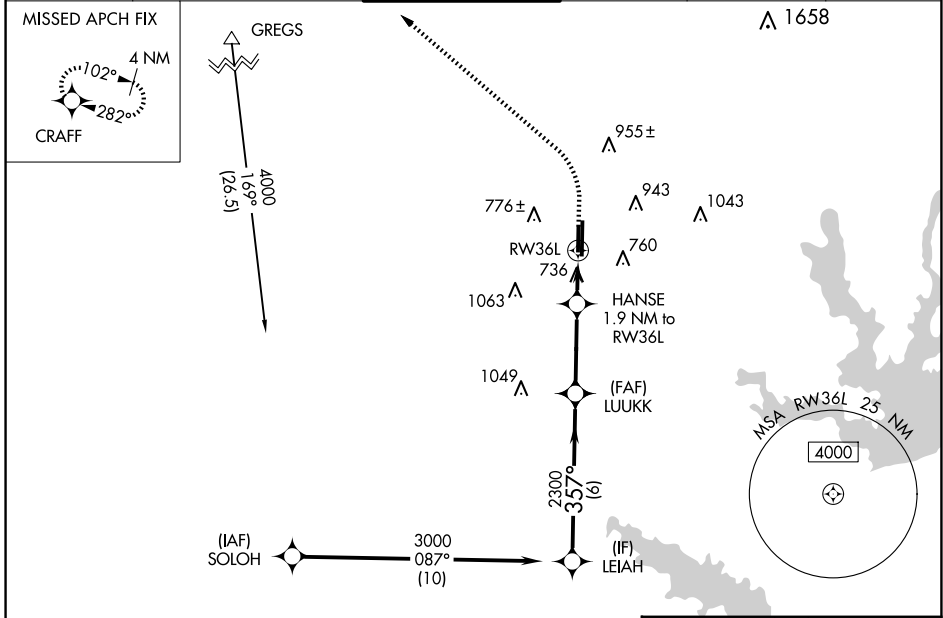 MISSED APCH FIX
4 NM
102°
282°
CRAFF
GREGS
4000
169°
(26.5)
1658
955±
943
1043
776±
RW36L
760
736
1063
HANSE
1.9 NM to
RW36L
1049
(FAF)
LUUKK
MSA RW36L 25 NM
4000
2300
357°
(6)
(IAF)
SOLOH
3000
087°
(10)
(IF)
LEIAH